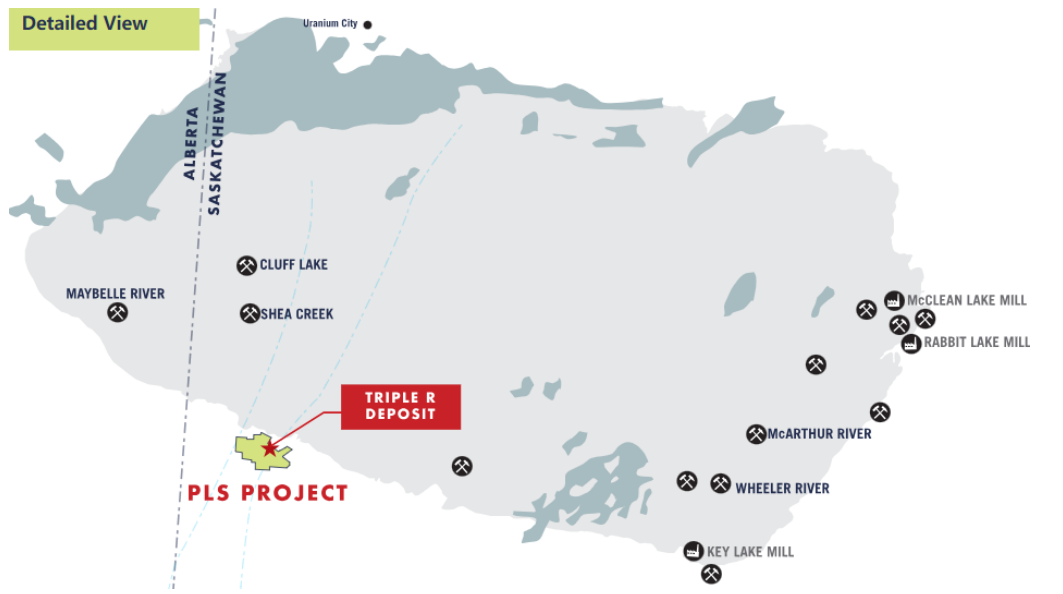 Detailed View
Uranium City
ALBERTA
SASKATCHEWAN
CLUFF LAKE
MAYBELLE RIVER
SHEA CREEK
McCLEAN LAKE MILL
RABBIT LAKE MILL
TRIPLE R
DEPOSIT
McARTHUR RIVER
PLS PROJECT
WHEELER RIVER
KEY LAKE MILL